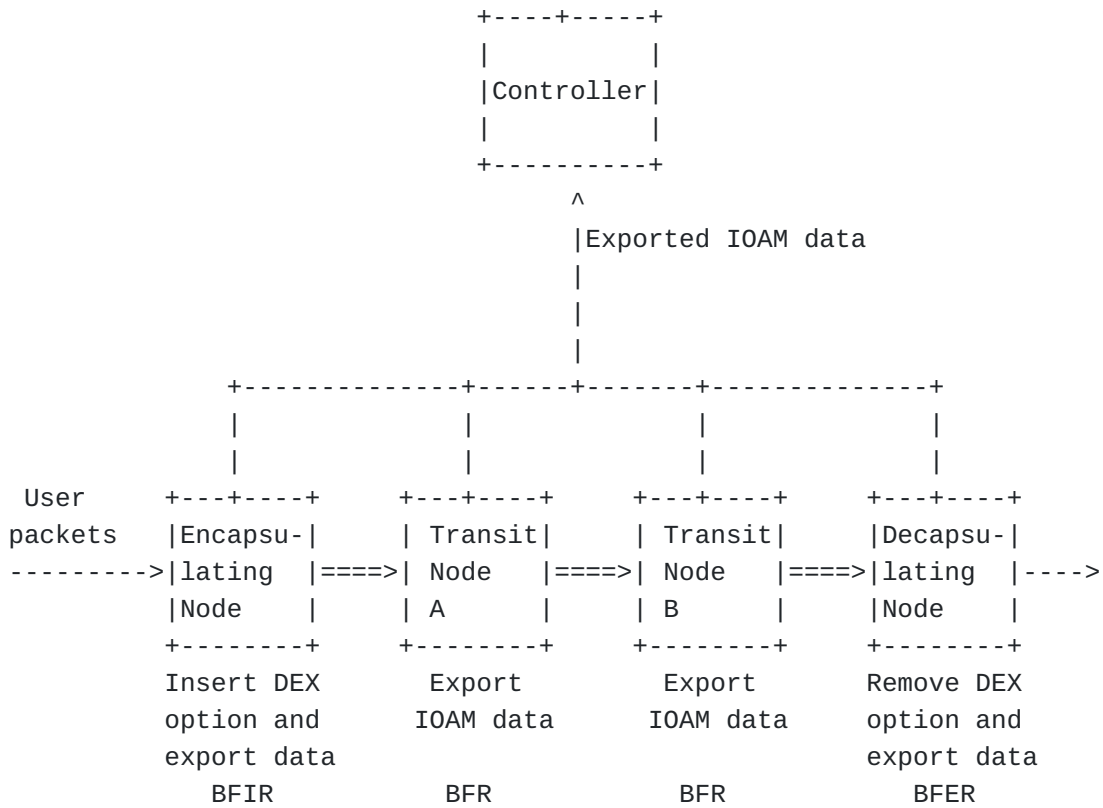 Controller
Exported IOAM data
User
packets
Encapsu-
lating
Node
Transit
Node
A
Transit
Node
B
Decapsu-
lating
Node
Insert DEX
option and
export data
Export
IOAM data
Export
IOAM data
Remove DEX
option and
export data
BFIR
BFR
BFR
BFER